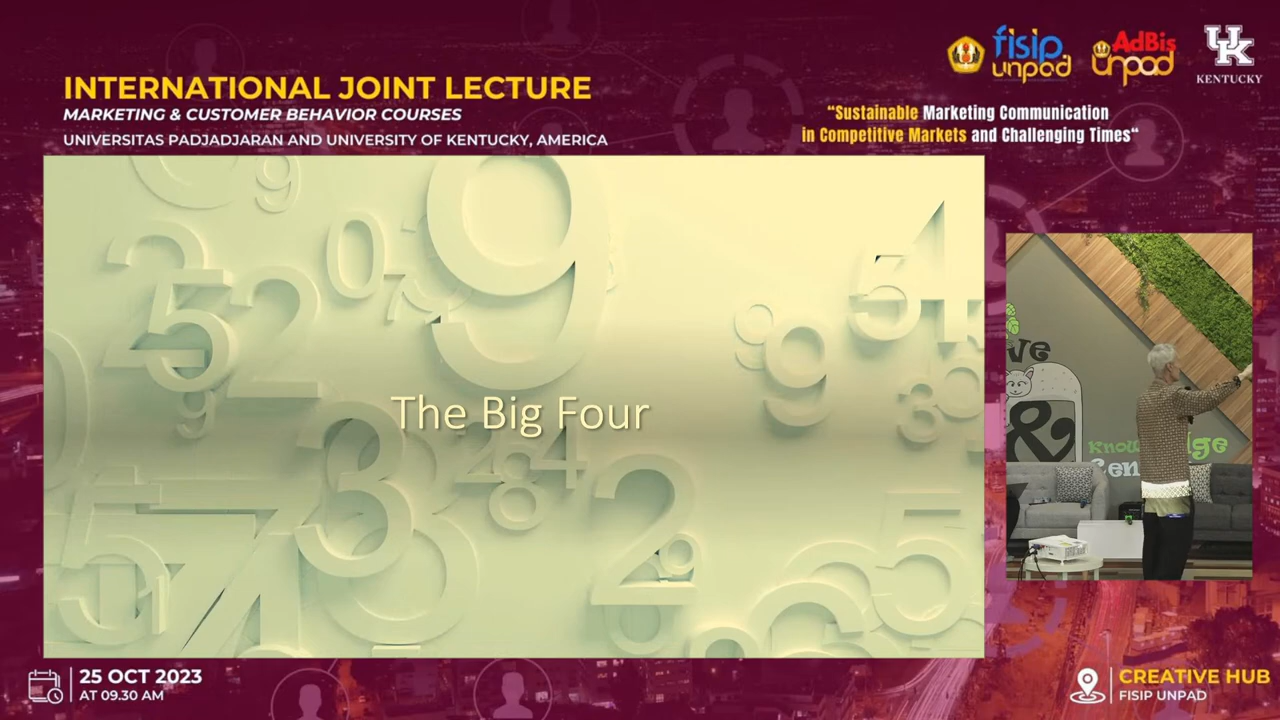 INTERNATIONAL JOINT LECTURE
MARKETING & CUSTOMER BEHAVIOR COURSES
UNIVERSITAS PADJADJARAN AND UNIVERSITY OF KENTUCKY, AMERICA
fisip
unpad
AdBis
unpad
UK
KENTUCKY
“Sustainable Marketing Communication
in Competitive Markets and Challenging Times“
The Big Four
&
25 OCT 2023
AT 09.30 AM
CREATIVE HUB
FISIP UNPAD